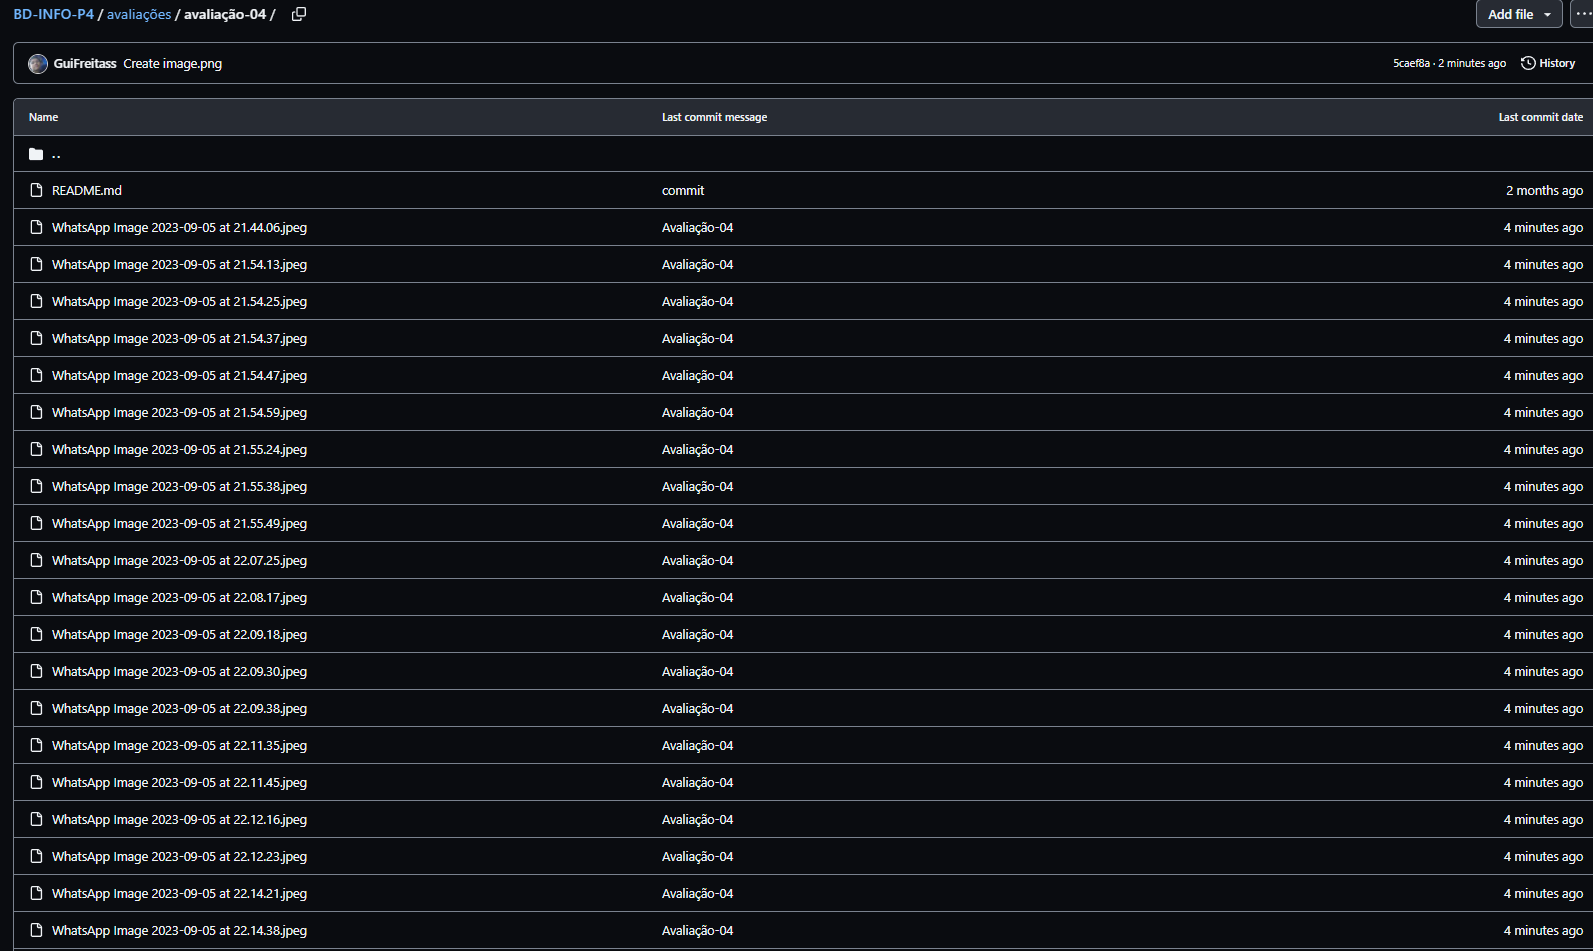 BD-INFO-P4 / avaliações / avaliação-04 /
Add file
GuiFreitass Create image.png 5caef8a · 2 minutes ago History
Name Last commit message Last commit date
..
README.md commit 2 months ago
WhatsApp Image 2023-09-05 at 21.44.06.jpeg Avaliação-04 4 minutes ago
WhatsApp Image 2023-09-05 at 21.54.13.jpeg Avaliação-04 4 minutes ago
WhatsApp Image 2023-09-05 at 21.54.25.jpeg Avaliação-04 4 minutes ago
WhatsApp Image 2023-09-05 at 21.54.37.jpeg Avaliação-04 4 minutes ago
WhatsApp Image 2023-09-05 at 21.54.47.jpeg Avaliação-04 4 minutes ago
WhatsApp Image 2023-09-05 at 21.54.59.jpeg Avaliação-04 4 minutes ago
WhatsApp Image 2023-09-05 at 21.55.24.jpeg Avaliação-04 4 minutes ago
WhatsApp Image 2023-09-05 at 21.55.38.jpeg Avaliação-04 4 minutes ago
WhatsApp Image 2023-09-05 at 21.55.49.jpeg Avaliação-04 4 minutes ago
WhatsApp Image 2023-09-05 at 22.07.25.jpeg Avaliação-04 4 minutes ago
WhatsApp Image 2023-09-05 at 22.08.17.jpeg Avaliação-04 4 minutes ago
WhatsApp Image 2023-09-05 at 22.09.18.jpeg Avaliação-04 4 minutes ago
WhatsApp Image 2023-09-05 at 22.09.30.jpeg Avaliação-04 4 minutes ago
WhatsApp Image 2023-09-05 at 22.09.38.jpeg Avaliação-04 4 minutes ago
WhatsApp Image 2023-09-05 at 22.11.35.jpeg Avaliação-04 4 minutes ago
WhatsApp Image 2023-09-05 at 22.11.45.jpeg Avaliação-04 4 minutes ago
WhatsApp Image 2023-09-05 at 22.12.16.jpeg Avaliação-04 4 minutes ago
WhatsApp Image 2023-09-05 at 22.12.23.jpeg Avaliação-04 4 minutes ago
WhatsApp Image 2023-09-05 at 22.14.21.jpeg Avaliação-04 4 minutes ago
WhatsApp Image 2023-09-05 at 22.14.38.jpeg Avaliação-04 4 minutes ago